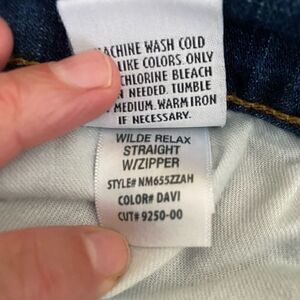 MACHINE WASH COLD
LIKE COLORS. ONLY
CHLORINE BLEACH
NEEDED. TUMBLE
MEDIUM. WARM IRON
IF NECESSARY.
WILDE RELAX
STRAIGHT
W/ZIPPER
STYLE# NM655ZZAH
COLOR# DAVI
CUT# 9250-00